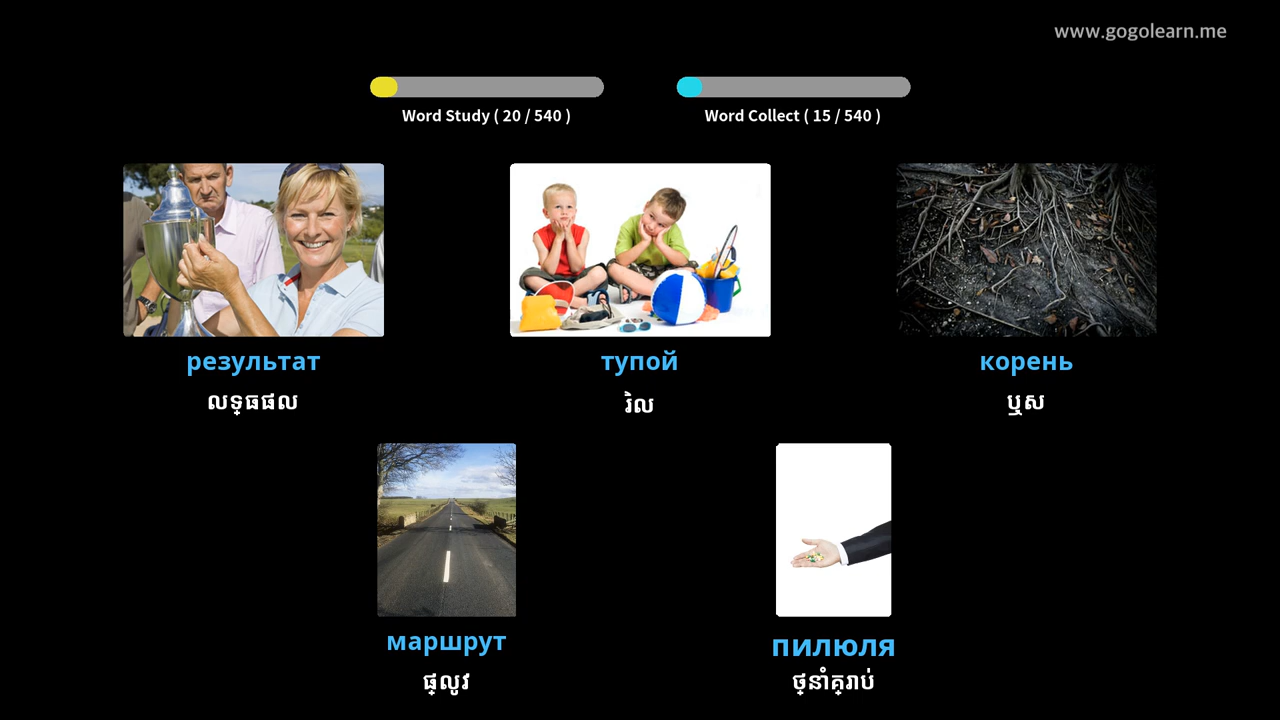 www.gogolearn.me
Word Study ( 20 / 540 )
Word Collect ( 15 / 540 )
результат
тупой
корень
លទ្ធផល
រិល
ឬស
маршрут
пилюля
ផ្លូវ
ថ្នាំគ្រាប់